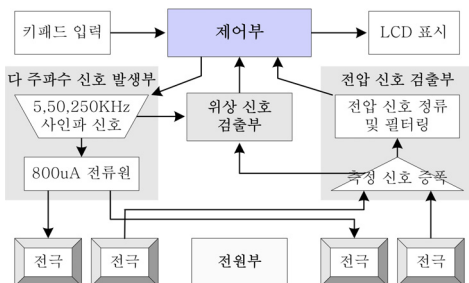 키패드 입력
제어부
LCD 표시
다 주파수 신호 발생부
전압 신호 검출부
5,50,250KHz
사인파 신호
위상 신호
검출부
전압 신호 정류
및 필터링
800uA 전류원
측정 신호 증폭
전극
전극
전원부
전극
전극